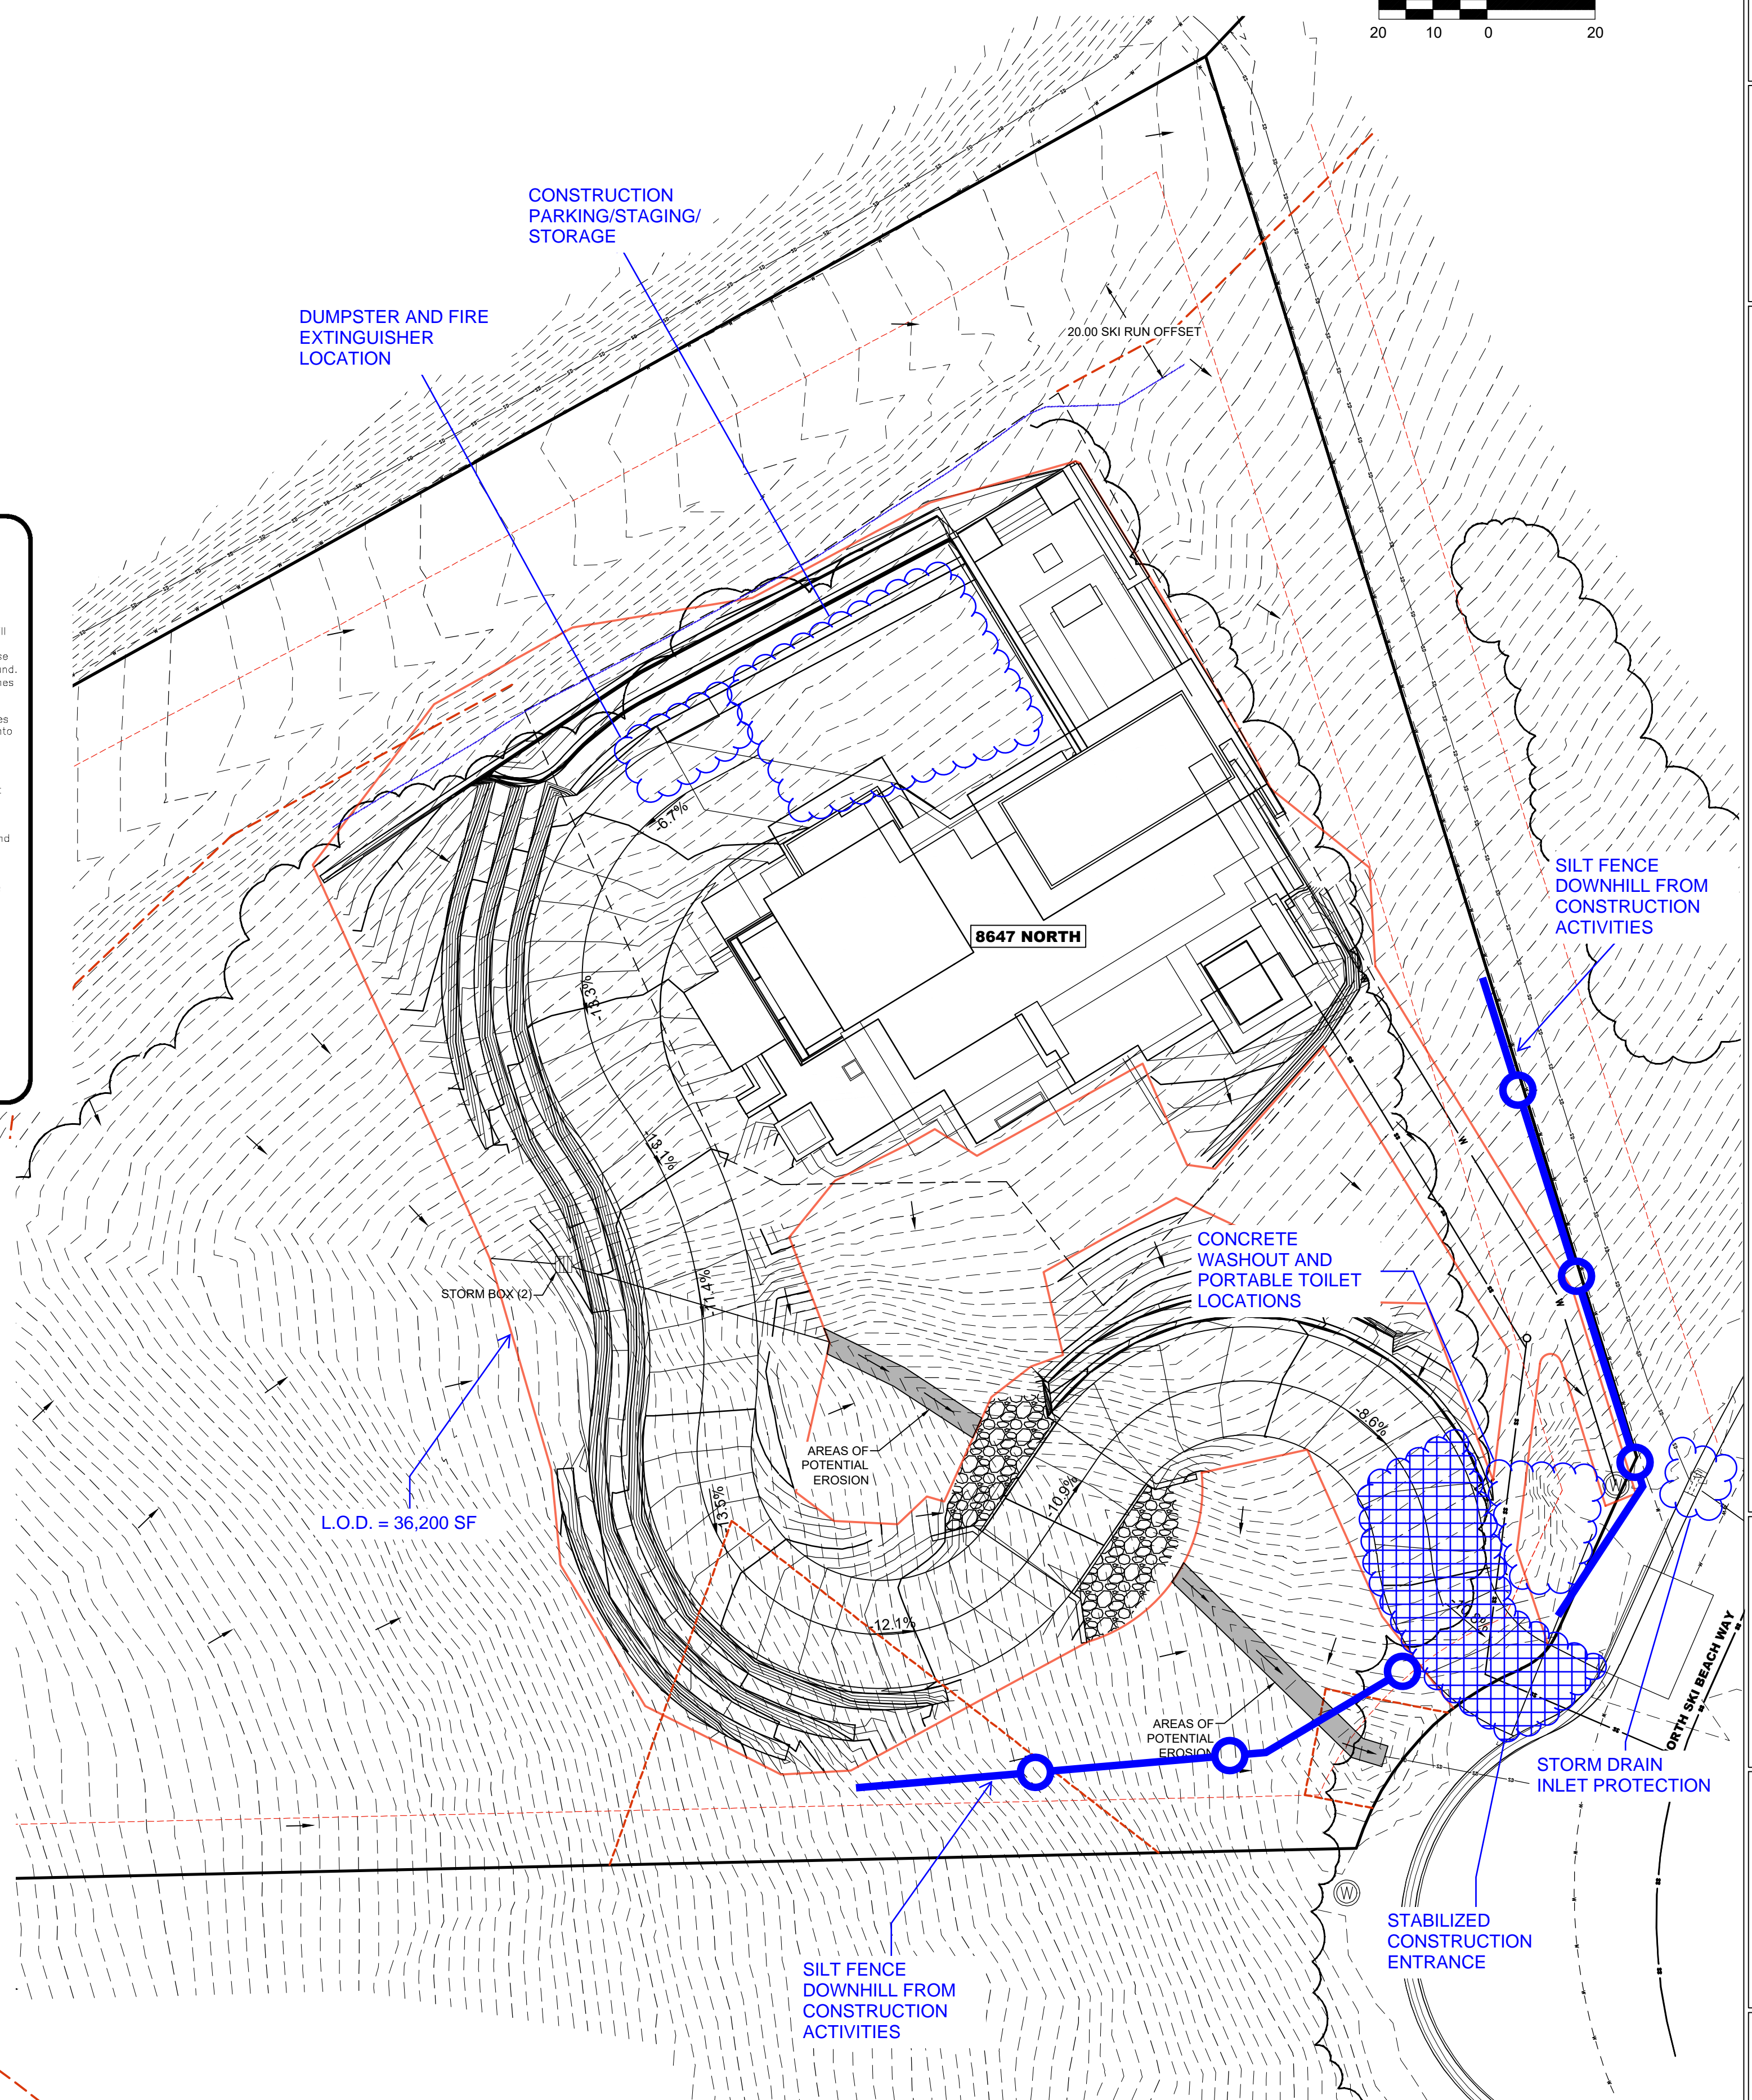 20 10 0 20
CONSTRUCTION
PARKING/STAGING/
STORAGE
DUMPSTER AND FIRE
EXTINGUISHER
LOCATION
20.00 SKI RUN OFFSET
-6.7%
8647 NORTH
SILT FENCE
DOWNHILL FROM
CONSTRUCTION
ACTIVITIES
-13.3%
-13.1%
W
CONCRETE
WASHOUT AND
PORTABLE TOILET
LOCATIONS
W
STORM BOX (2)
-11.4%
-8.6%
AREAS OF
POTENTIAL
EROSION
-10.9%
-13.5%
L.O.D. = 36,200 SF
W
-12.1%
AREAS OF
POTENTIAL
EROSION
ORTH SKI BEACH WAY
STORM DRAIN
INLET PROTECTION
W
STABILIZED
CONSTRUCTION
ENTRANCE
SILT FENCE
DOWNHILL FROM
CONSTRUCTION
ACTIVITIES